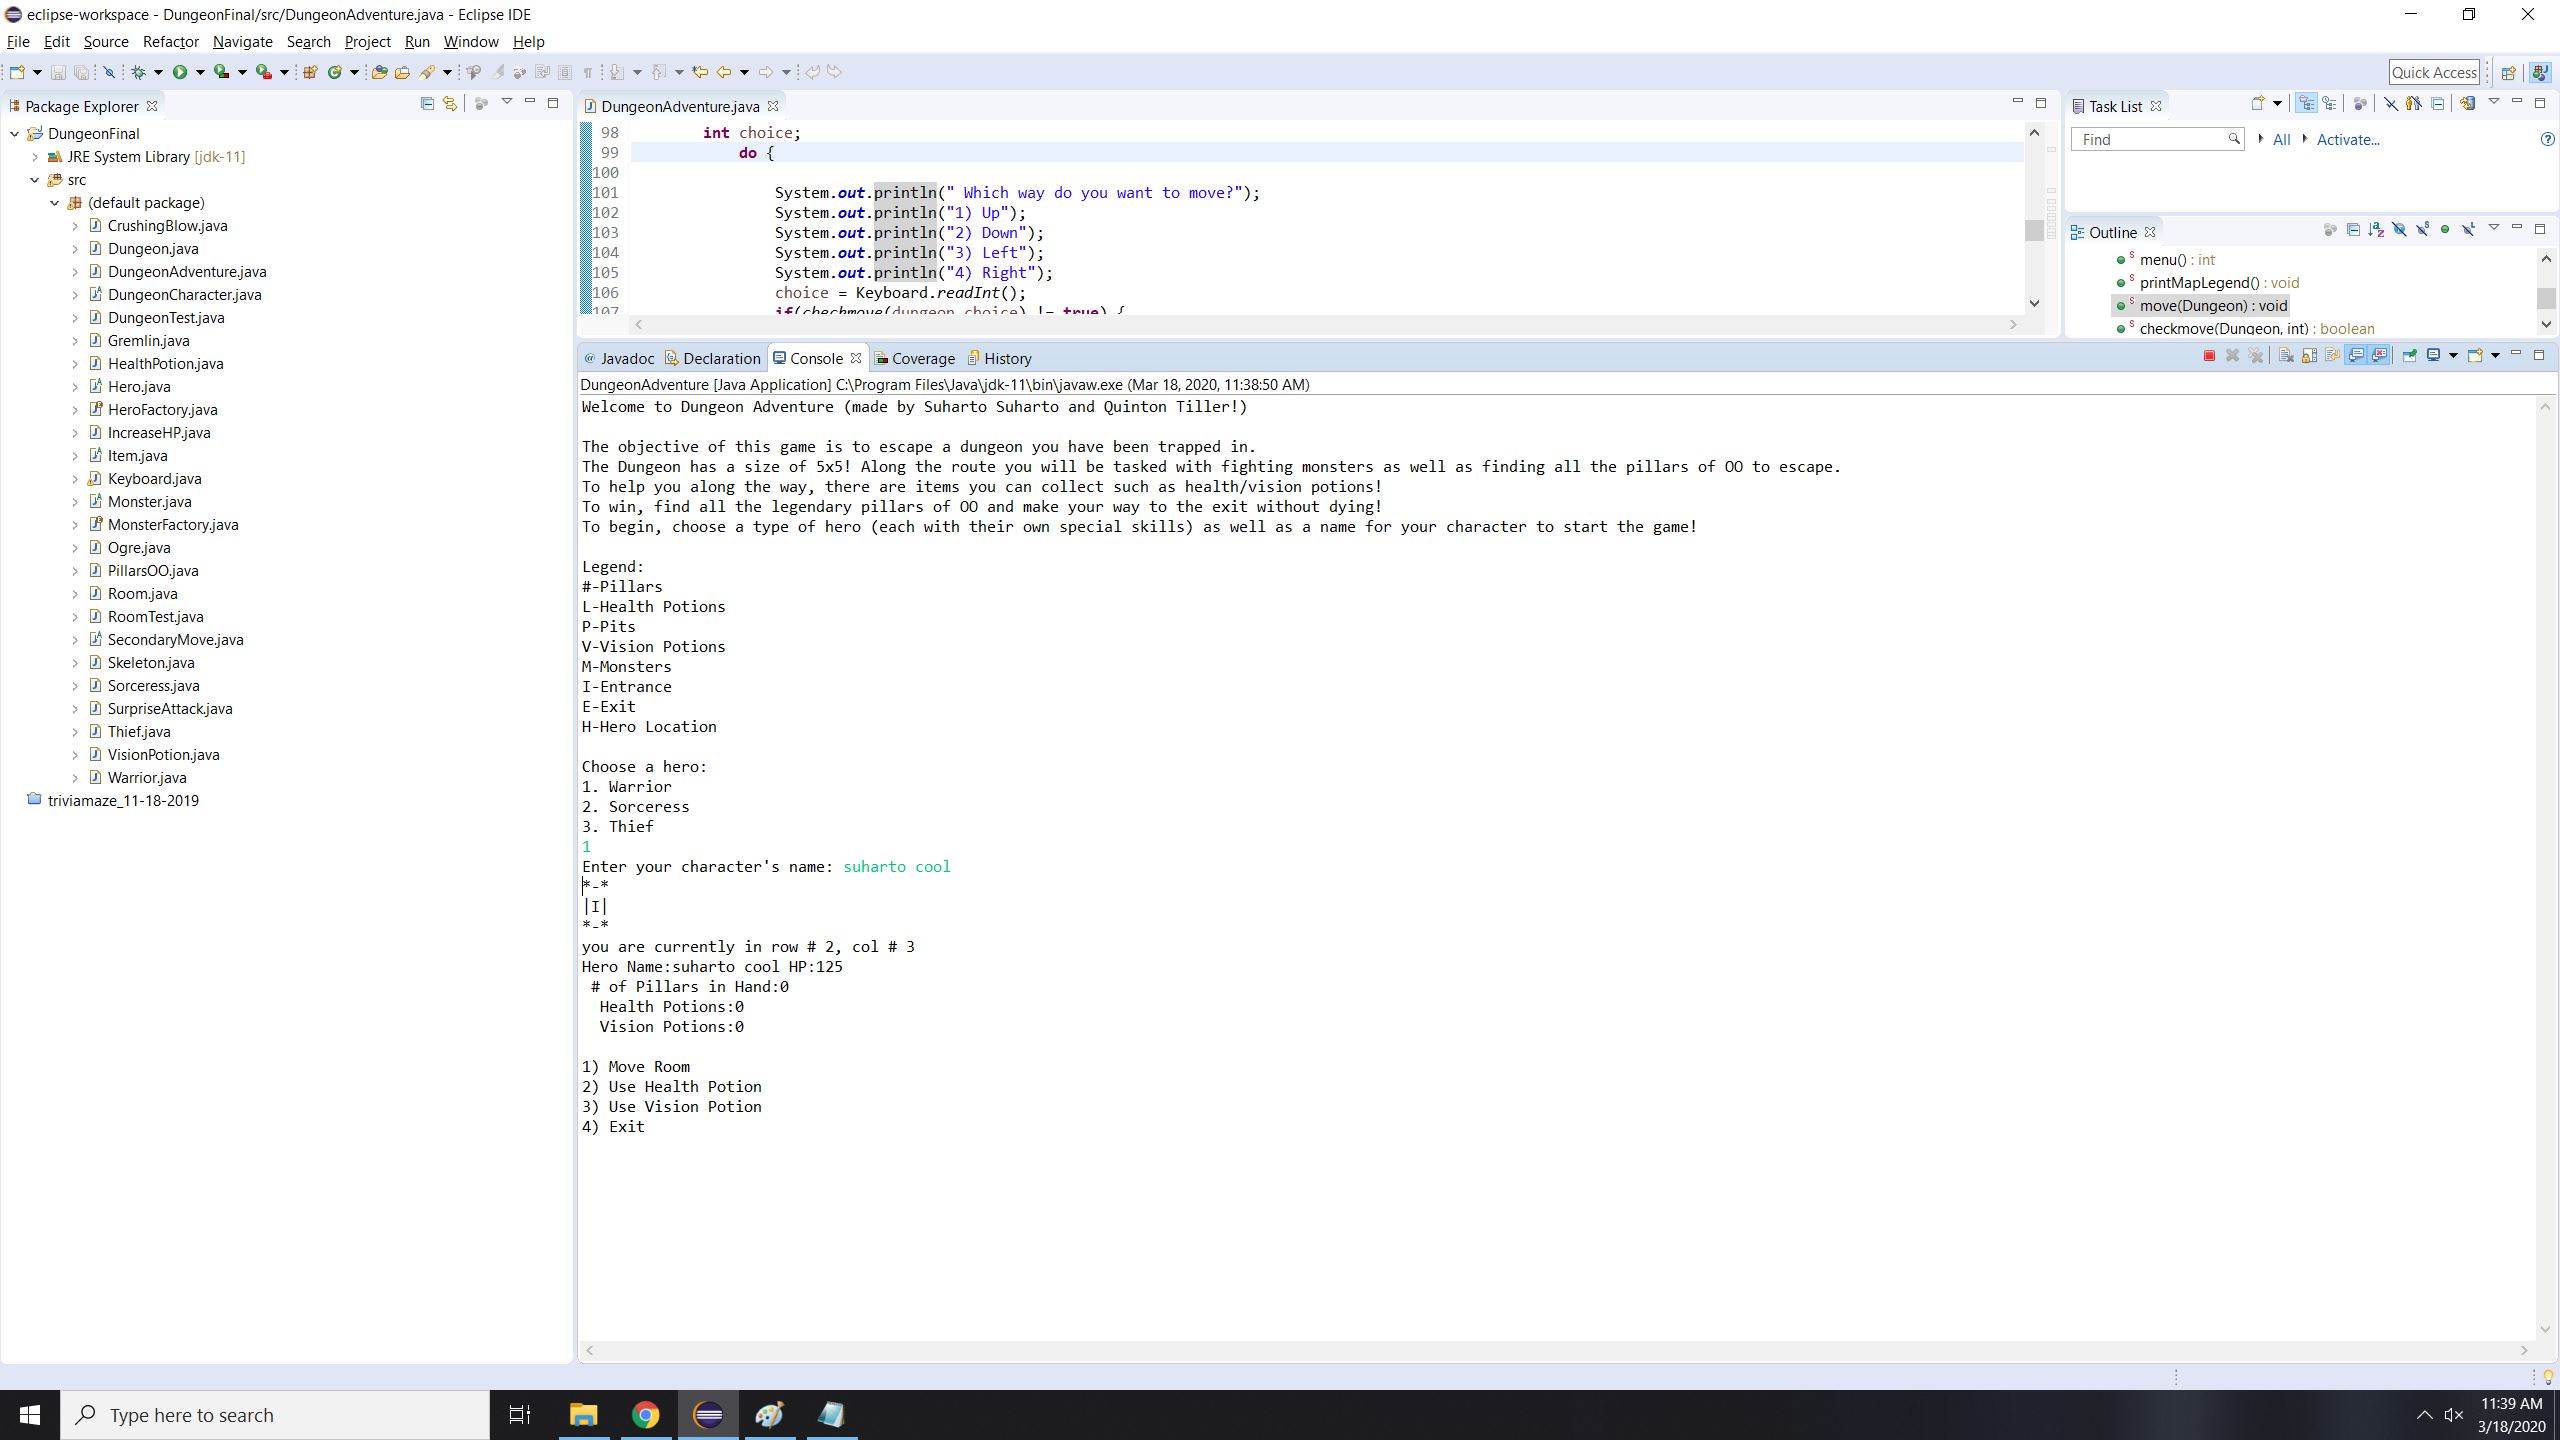 eclipse-workspace - DungeonFinal/src/DungeonAdventure.java - Eclipse IDE
File Edit Source Refactor Navigate Search Project Run Window Help
Quick Access
Package Explorer
DungeonFinal
JRE System Library [jdk-11]
src
(default package)
CrushingBlow.java
Dungeon.java
DungeonAdventure.java
DungeonCharacter.java
DungeonTest.java
Gremlin.java
HealthPotion.java
Hero.java
HeroFactory.java
IncreaseHP.java
Item.java
Keyboard.java
Monster.java
MonsterFactory.java
Ogre.java
PillarsOO.java
Room.java
RoomTest.java
SecondaryMove.java
Skeleton.java
Sorceress.java
SurpriseAttack.java
Thief.java
VisionPotion.java
Warrior.java
triviamaze_11-18-2019
DungeonAdventure.java
98 int choice;
99 do {
100
101 System.out.println(" Which way do you want to move?");
102 System.out.println("1) Up");
103 System.out.println("2) Down");
104 System.out.println("3) Left");
105 System.out.println("4) Right");
106 choice = Keyboard.readInt();
107 if(checkmove(dungeon,choice) != true) {
Task List
Find All Activate...
Outline
menu() : int
printMapLegend() : void
move(Dungeon) : void
checkmove(Dungeon, int) : boolean
Javadoc Declaration Console Coverage History
DungeonAdventure [Java Application] C:\Program Files\Java\jdk-11\bin\javaw.exe (Mar 18, 2020, 11:38:50 AM)
Welcome to Dungeon Adventure (made by Suharto Suharto and Quinton Tiller!)
The objective of this game is to escape a dungeon you have been trapped in.
The Dungeon has a size of 5x5! Along the route you will be tasked with fighting monsters as well as finding all the pillars of OO to escape.
To help you along the way, there are items you can collect such as health/vision potions!
To win, find all the legendary pillars of OO and make your way to the exit without dying!
To begin, choose a type of hero (each with their own special skills) as well as a name for your character to start the game!
Legend:
#-Pillars
L-Health Potions
P-Pits
V-Vision Potions
M-Monsters
I-Entrance
E-Exit
H-Hero Location
Choose a hero:
1. Warrior
2. Sorceress
3. Thief
1
Enter your character's name: suharto cool
*-*
|I|
*-*
you are currently in row # 2, col # 3
Hero Name:suharto cool HP:125
# of Pillars in Hand:0
Health Potions:0
Vision Potions:0
1) Move Room
2) Use Health Potion
3) Use Vision Potion
4) Exit
Type here to search
11:39 AM
3/18/2020